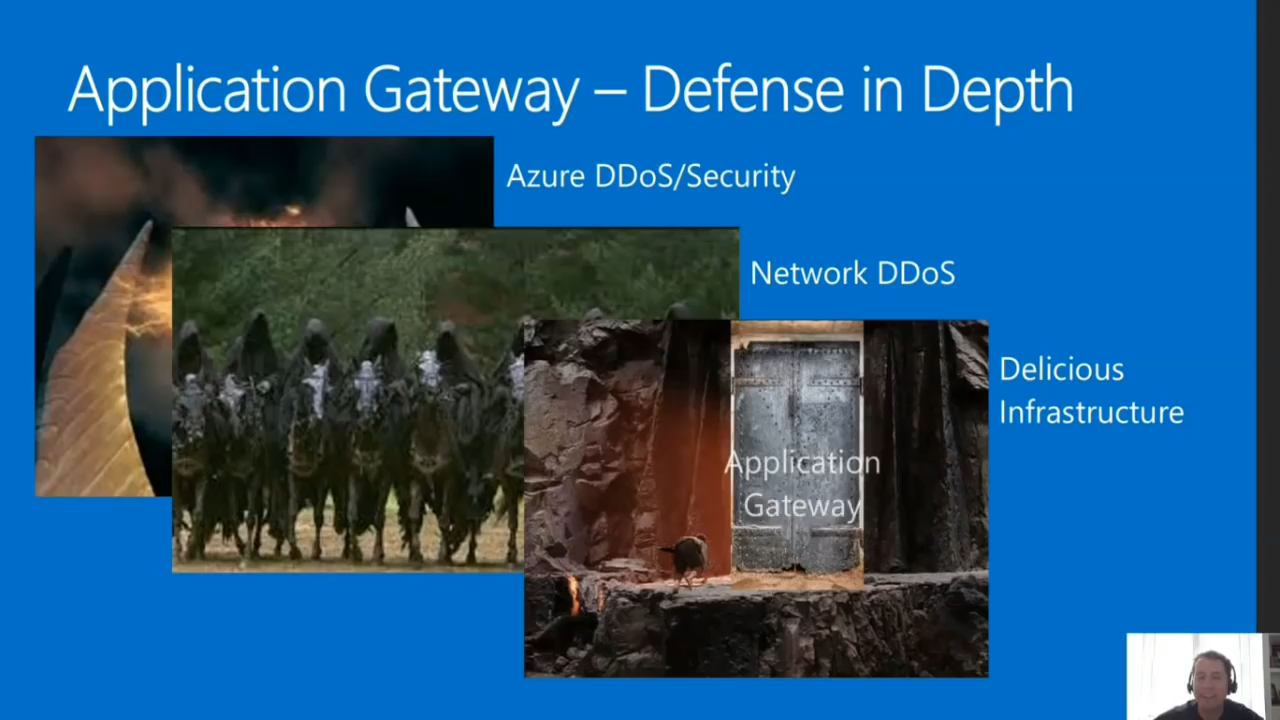 Application Gateway – Defense in Depth
Azure DDoS/Security
Network DDoS
Delicious
Infrastructure
Application
Gateway